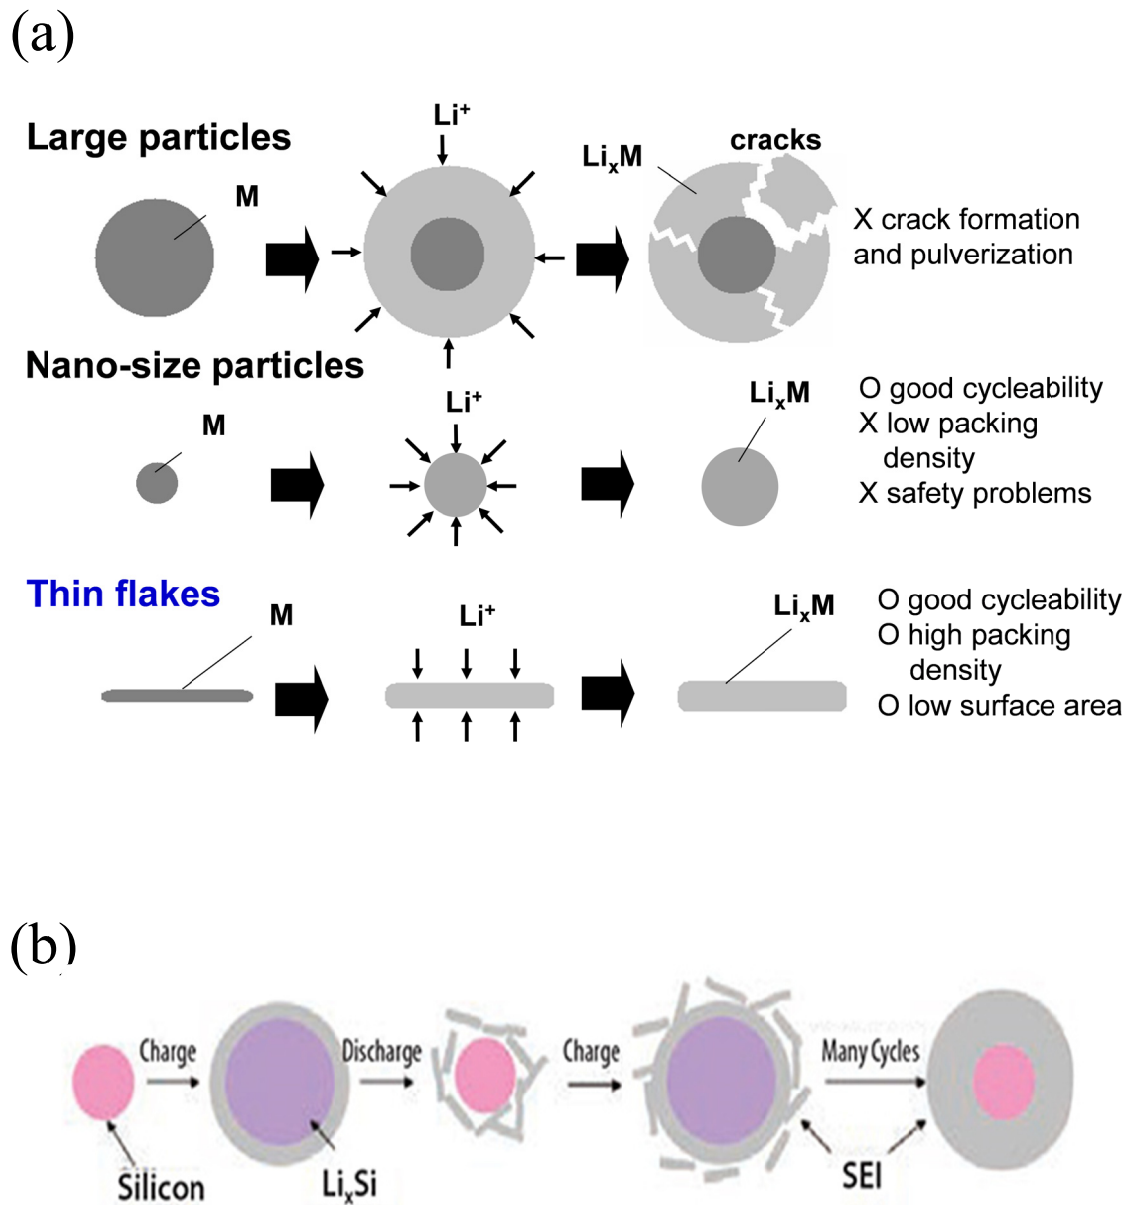 (a)
Large particles
M
Li⁺
LiₓM
cracks
X crack formation
and pulverization
Nano-size particles
M
Li⁺
LiₓM
O good cycleability
X low packing
density
X safety problems
Thin flakes
M
Li⁺
LiₓM
O good cycleability
O high packing
density
O low surface area
(b)
Charge
Discharge
Charge
Many Cycles
Silicon
LiₓSi
SEI